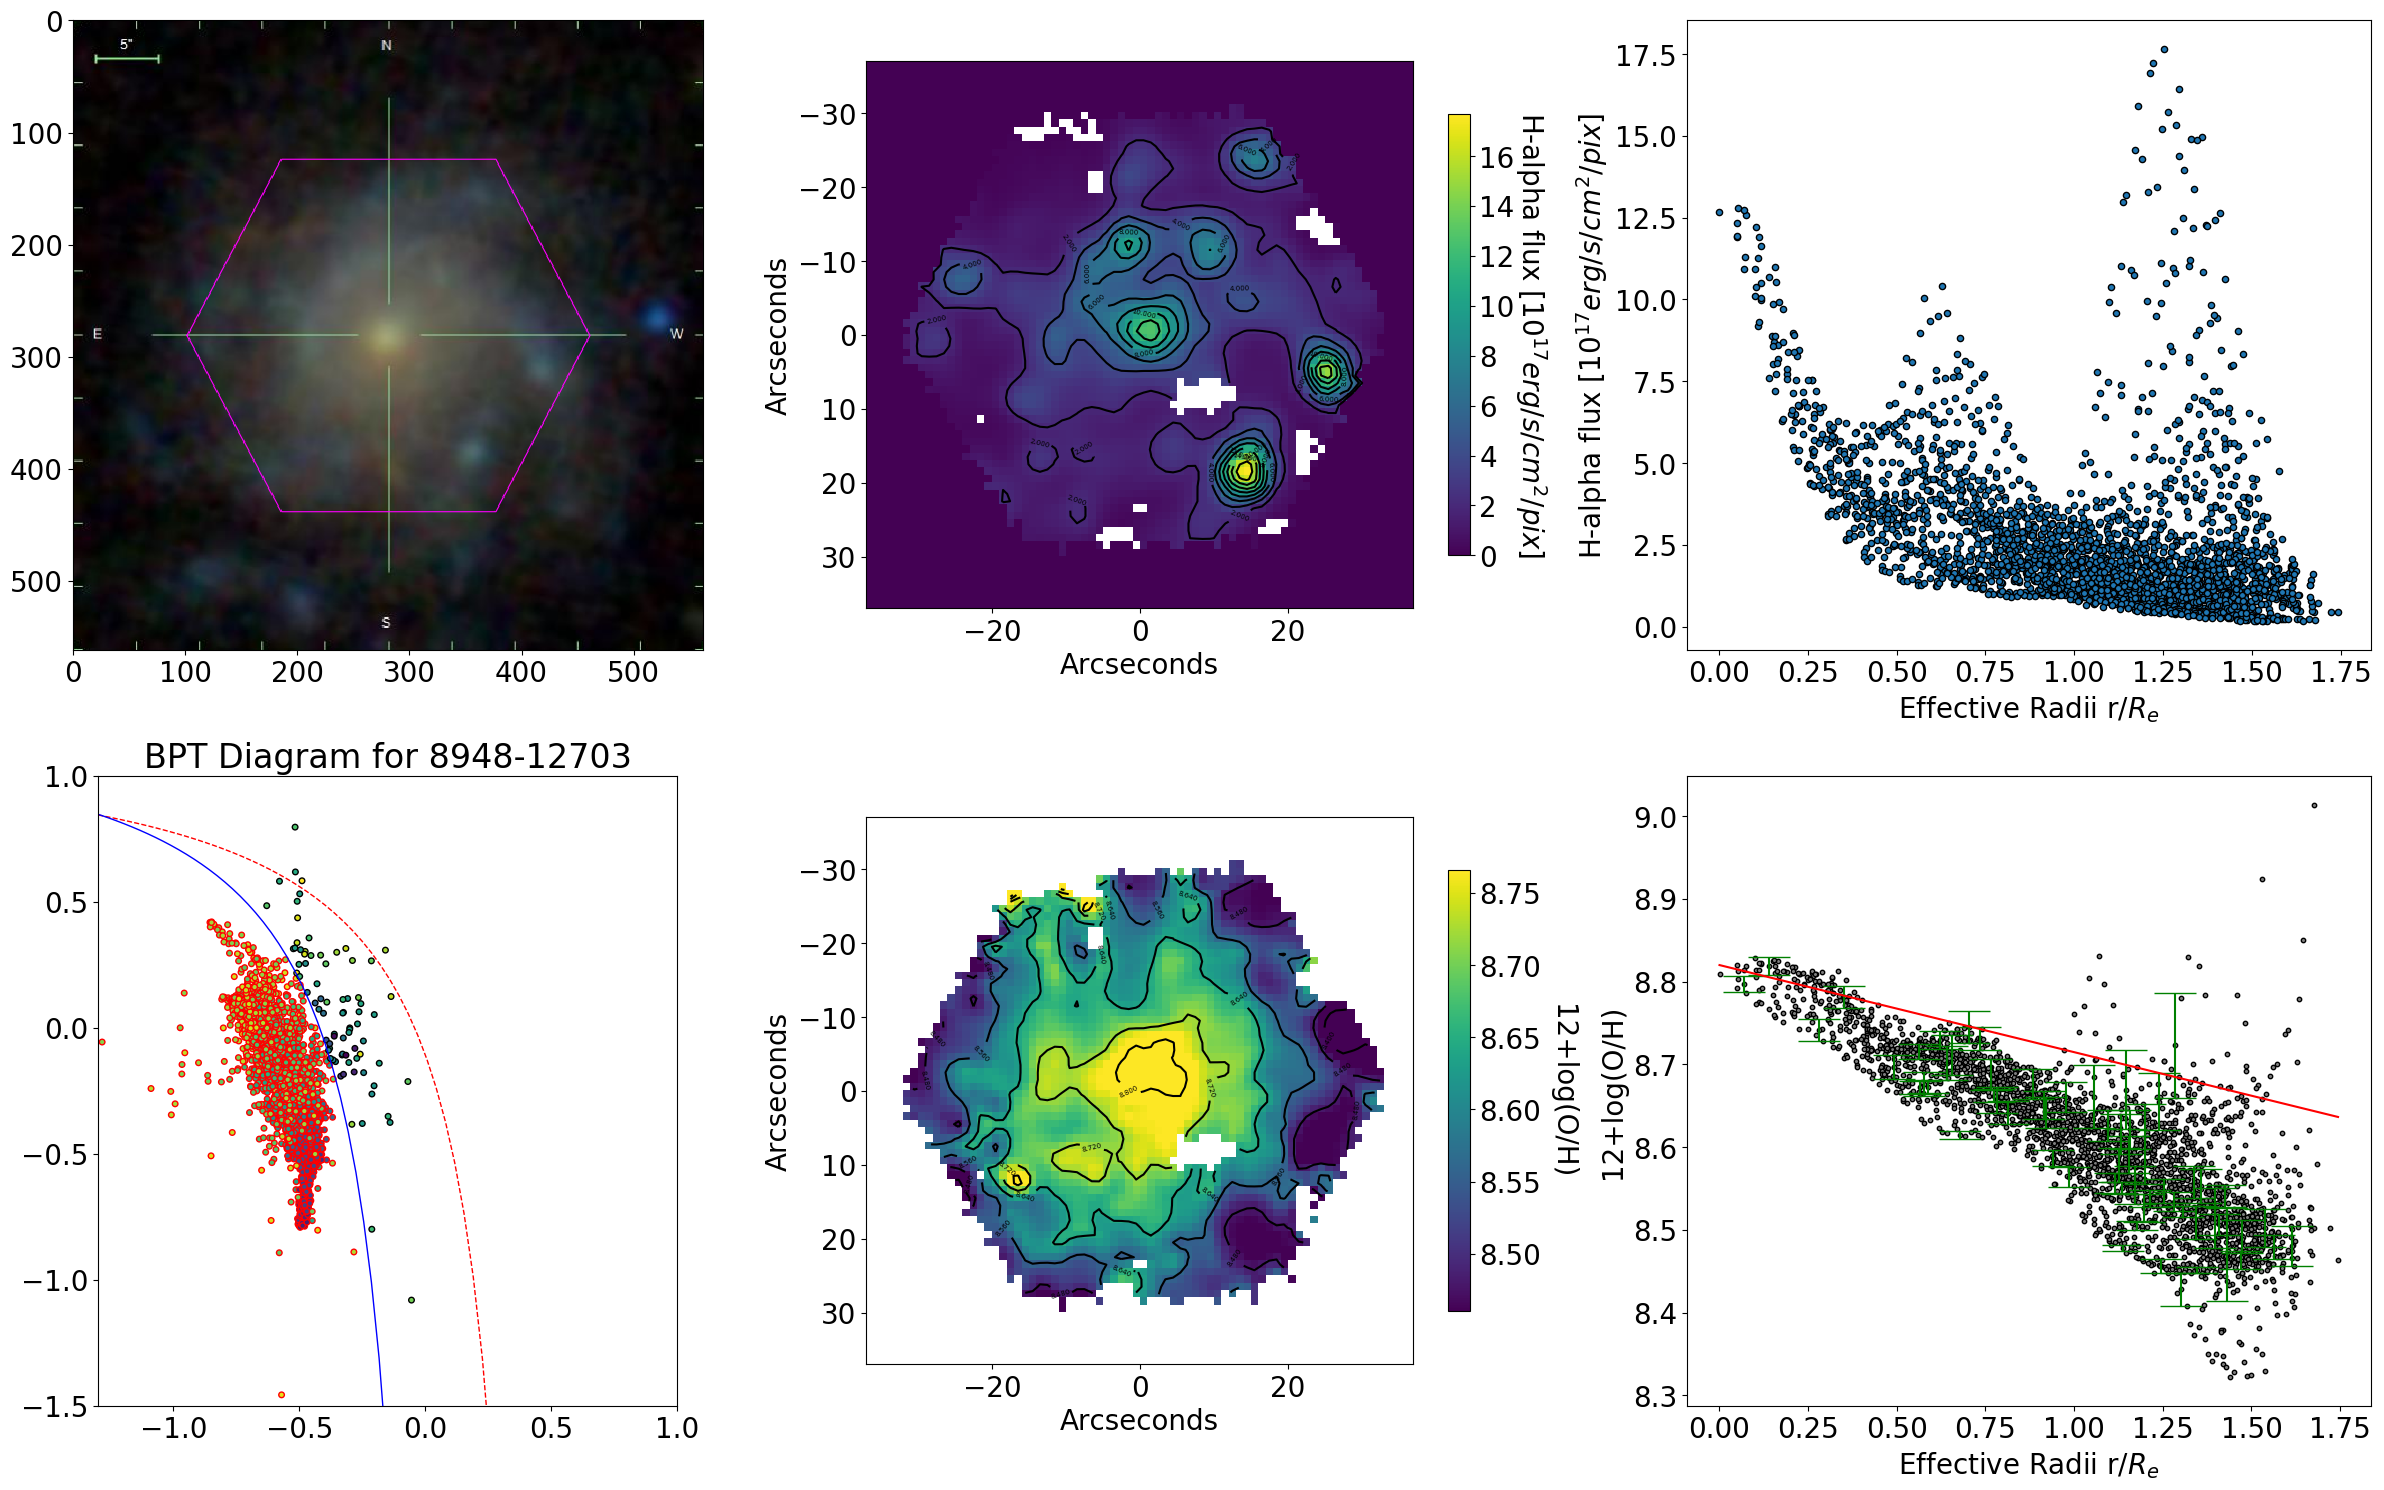 0
100
200
300
400
500
5"
N
E
W
S
0 100 200 300 400 500
−30
−20
−10
0
10
20
30
Arcseconds
−20 0 20
Arcseconds
16
14
12
10
8
6
4
2
0
H-alpha flux [10^17 erg/s/cm^2/pix]
H-alpha flux [10^17 erg/s/cm^2/pix]
17.5
15.0
12.5
10.0
7.5
5.0
2.5
0.0
0.00 0.25 0.50 0.75 1.00 1.25 1.50 1.75
Effective Radii r/R_e
BPT Diagram for 8948-12703
1.0
0.5
0.0
−0.5
−1.0
−1.5
−1.0 −0.5 0.0 0.5 1.0
−30
−20
−10
0
10
20
30
Arcseconds
−20 0 20
Arcseconds
8.75
8.70
8.65
8.60
8.55
8.50
12+log(O/H)
12+log(O/H)
9.0
8.9
8.8
8.7
8.6
8.5
8.4
8.3
0.00 0.25 0.50 0.75 1.00 1.25 1.50 1.75
Effective Radii r/R_e